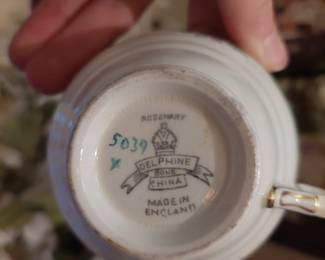 ROSEMARY
5039
X
DELPHINE
BONE
CHINA
MADE IN
ENGLAND